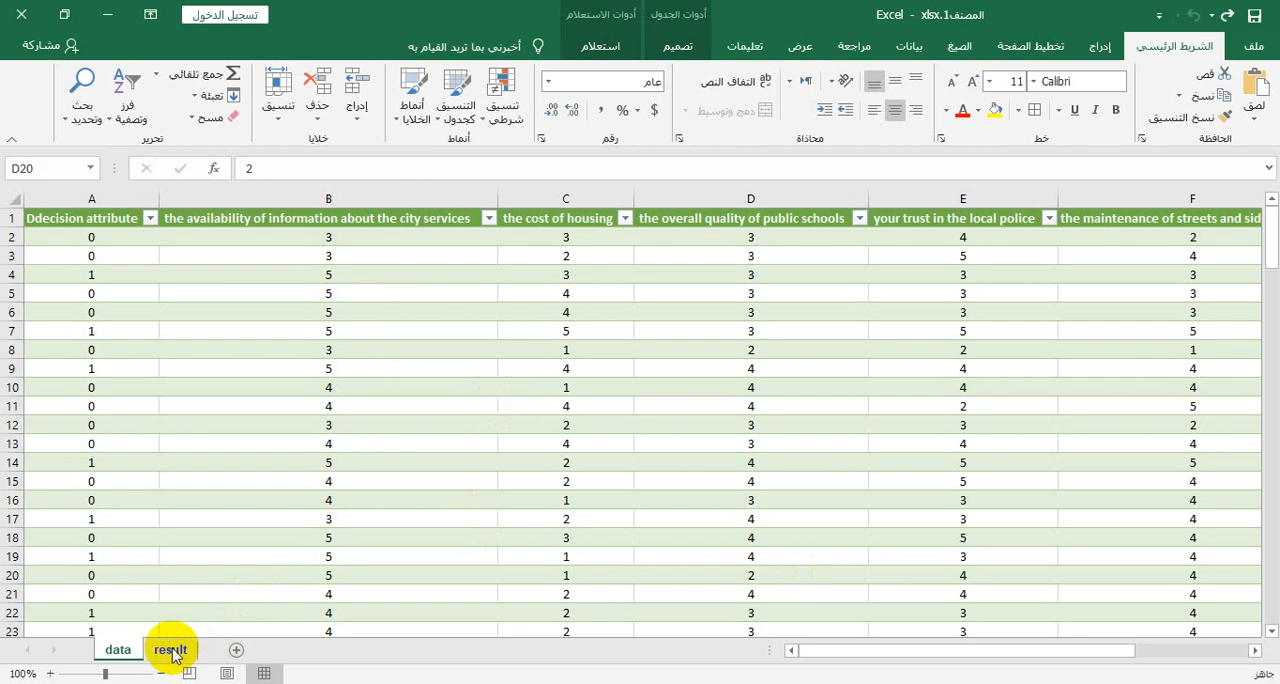 المصنف1.xlsx - Excel
أدوات الجدول
أدوات الاستعلام
تسجيل الدخول
ملف
الشريط الرئيسي
إدراج
تخطيط الصفحة
الصيغ
بيانات
مراجعة
عرض
تعليمات
تصميم
استعلام
أخبرني بما تريد القيام به
مشاركة
لصق
قص
نسخ
نسخ التنسيق
الحافظة
Calibri
11
B I U
خط
التفاف النص
دمج وتوسيط
محاذاة
عام
$ % ,
رقم
تنسيق شرطي
التنسيق كجدول
أنماط الخلايا
أنماط
إدراج
حذف
تنسيق
خلايا
جمع تلقائي
تعبئة
مسح
فرز وتصفية
بحث وتحديد
تحرير
D20 fx 2
A B C D E F
1 Ddecision attribute the availability of information about the city services the cost of housing the overall quality of public schools your trust in the local police the maintenance of streets and sid
2 0 3 3 3 4 2
3 0 3 2 3 5 4
4 1 5 3 3 3 3
5 0 5 4 3 3 3
6 0 5 4 3 3 3
7 1 5 5 3 5 5
8 0 3 1 2 2 1
9 1 5 4 4 4 4
10 0 4 1 4 4 4
11 0 4 4 4 2 5
12 0 3 2 3 3 2
13 0 4 4 3 4 4
14 1 5 2 4 5 5
15 0 4 2 4 5 4
16 0 4 1 3 3 4
17 1 3 2 4 3 4
18 0 5 3 4 5 4
19 1 5 1 4 3 4
20 0 5 1 2 4 4
21 0 4 2 4 4 4
22 1 4 2 3 3 4
23 1 4 2 3 3 4
data result
100%
جاهز